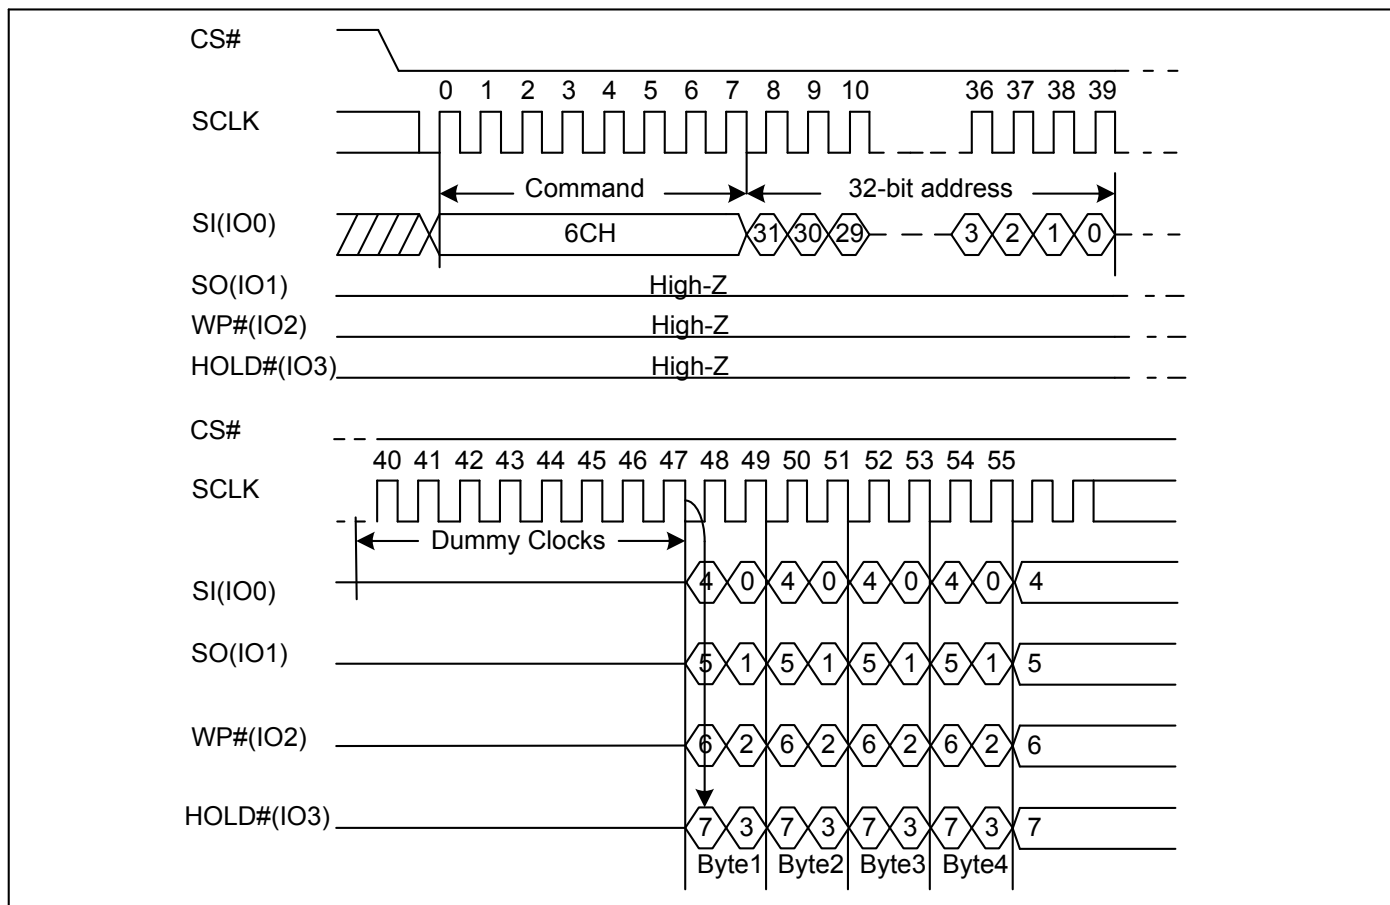 CS#
0 1 2 3 4 5 6 7 8 9 10 36 37 38 39
SCLK
Command 32-bit address
SI(IO0) 6CH 31 30 29 3 2 1 0
SO(IO1) High-Z
WP#(IO2) High-Z
HOLD#(IO3) High-Z
CS#
40 41 42 43 44 45 46 47 48 49 50 51 52 53 54 55
SCLK
Dummy Clocks
SI(IO0) 4 0 4 0 4 0 4 0 4
SO(IO1) 5 1 5 1 5 1 5 1 5
WP#(IO2) 6 2 6 2 6 2 6 2 6
HOLD#(IO3) 7 3 7 3 7 3 7 3 7
Byte1 Byte2 Byte3 Byte4